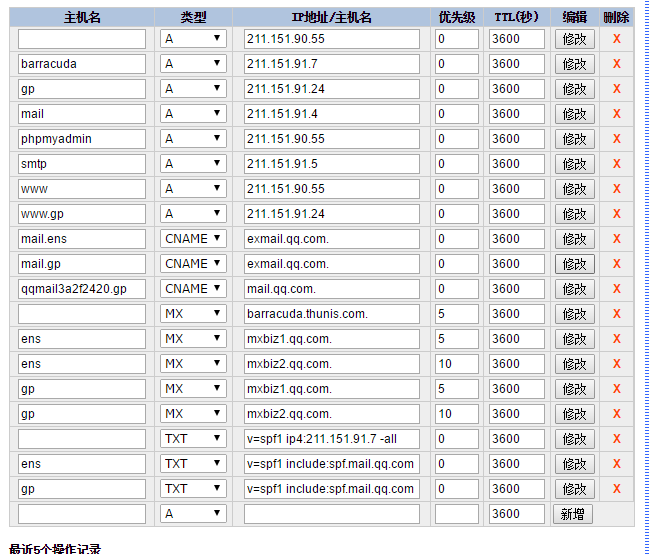 主机名 类型 IP地址/主机名 优先级 TTL(秒) 编辑 删除
A 211.151.90.55 0 3600 修改 X
barracuda A 211.151.91.7 0 3600 修改 X
gp A 211.151.91.24 0 3600 修改 X
mail A 211.151.91.4 0 3600 修改 X
phpmyadmin A 211.151.90.55 0 3600 修改 X
smtp A 211.151.91.5 0 3600 修改 X
www A 211.151.90.55 0 3600 修改 X
www.gp A 211.151.91.24 0 3600 修改 X
mail.ens CNAME exmail.qq.com. 0 3600 修改 X
mail.gp CNAME exmail.qq.com. 0 3600 修改 X
qqmail3a2f2420.gp CNAME mail.qq.com. 0 3600 修改 X
MX barracuda.thunis.com. 5 3600 修改 X
ens MX mxbiz1.qq.com. 5 3600 修改 X
ens MX mxbiz2.qq.com. 10 3600 修改 X
gp MX mxbiz1.qq.com. 5 3600 修改 X
gp MX mxbiz2.qq.com. 10 3600 修改 X
TXT v=spf1 ip4:211.151.91.7 -all 0 3600 修改 X
ens TXT v=spf1 include:spf.mail.qq.com 0 3600 修改 X
gp TXT v=spf1 include:spf.mail.qq.com 0 3600 修改 X
A 3600 新增
最近5个操作记录